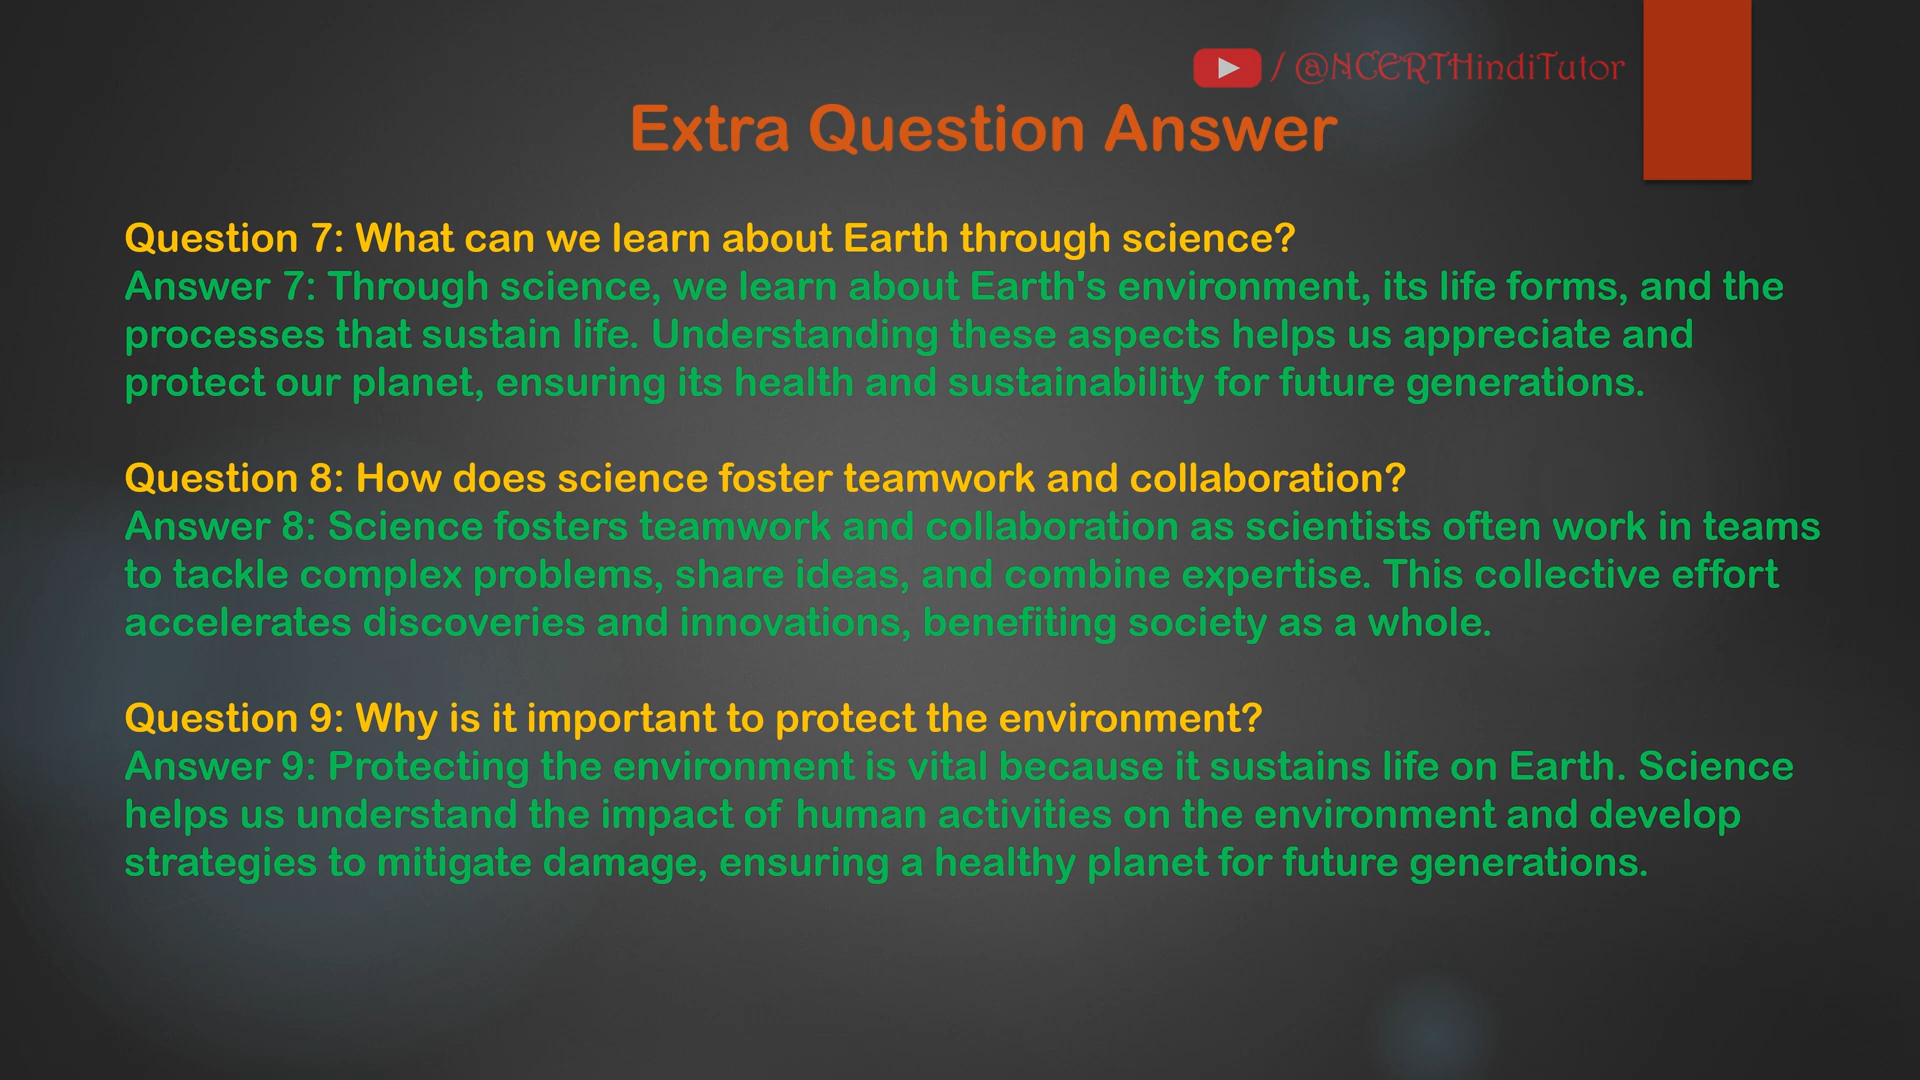 / @NCERTHindiTutor
Extra Question Answer
Question 7: What can we learn about Earth through science?
Answer 7: Through science, we learn about Earth's environment, its life forms, and the
processes that sustain life. Understanding these aspects helps us appreciate and
protect our planet, ensuring its health and sustainability for future generations.
Question 8: How does science foster teamwork and collaboration?
Answer 8: Science fosters teamwork and collaboration as scientists often work in teams
to tackle complex problems, share ideas, and combine expertise. This collective effort
accelerates discoveries and innovations, benefiting society as a whole.
Question 9: Why is it important to protect the environment?
Answer 9: Protecting the environment is vital because it sustains life on Earth. Science
helps us understand the impact of human activities on the environment and develop
strategies to mitigate damage, ensuring a healthy planet for future generations.